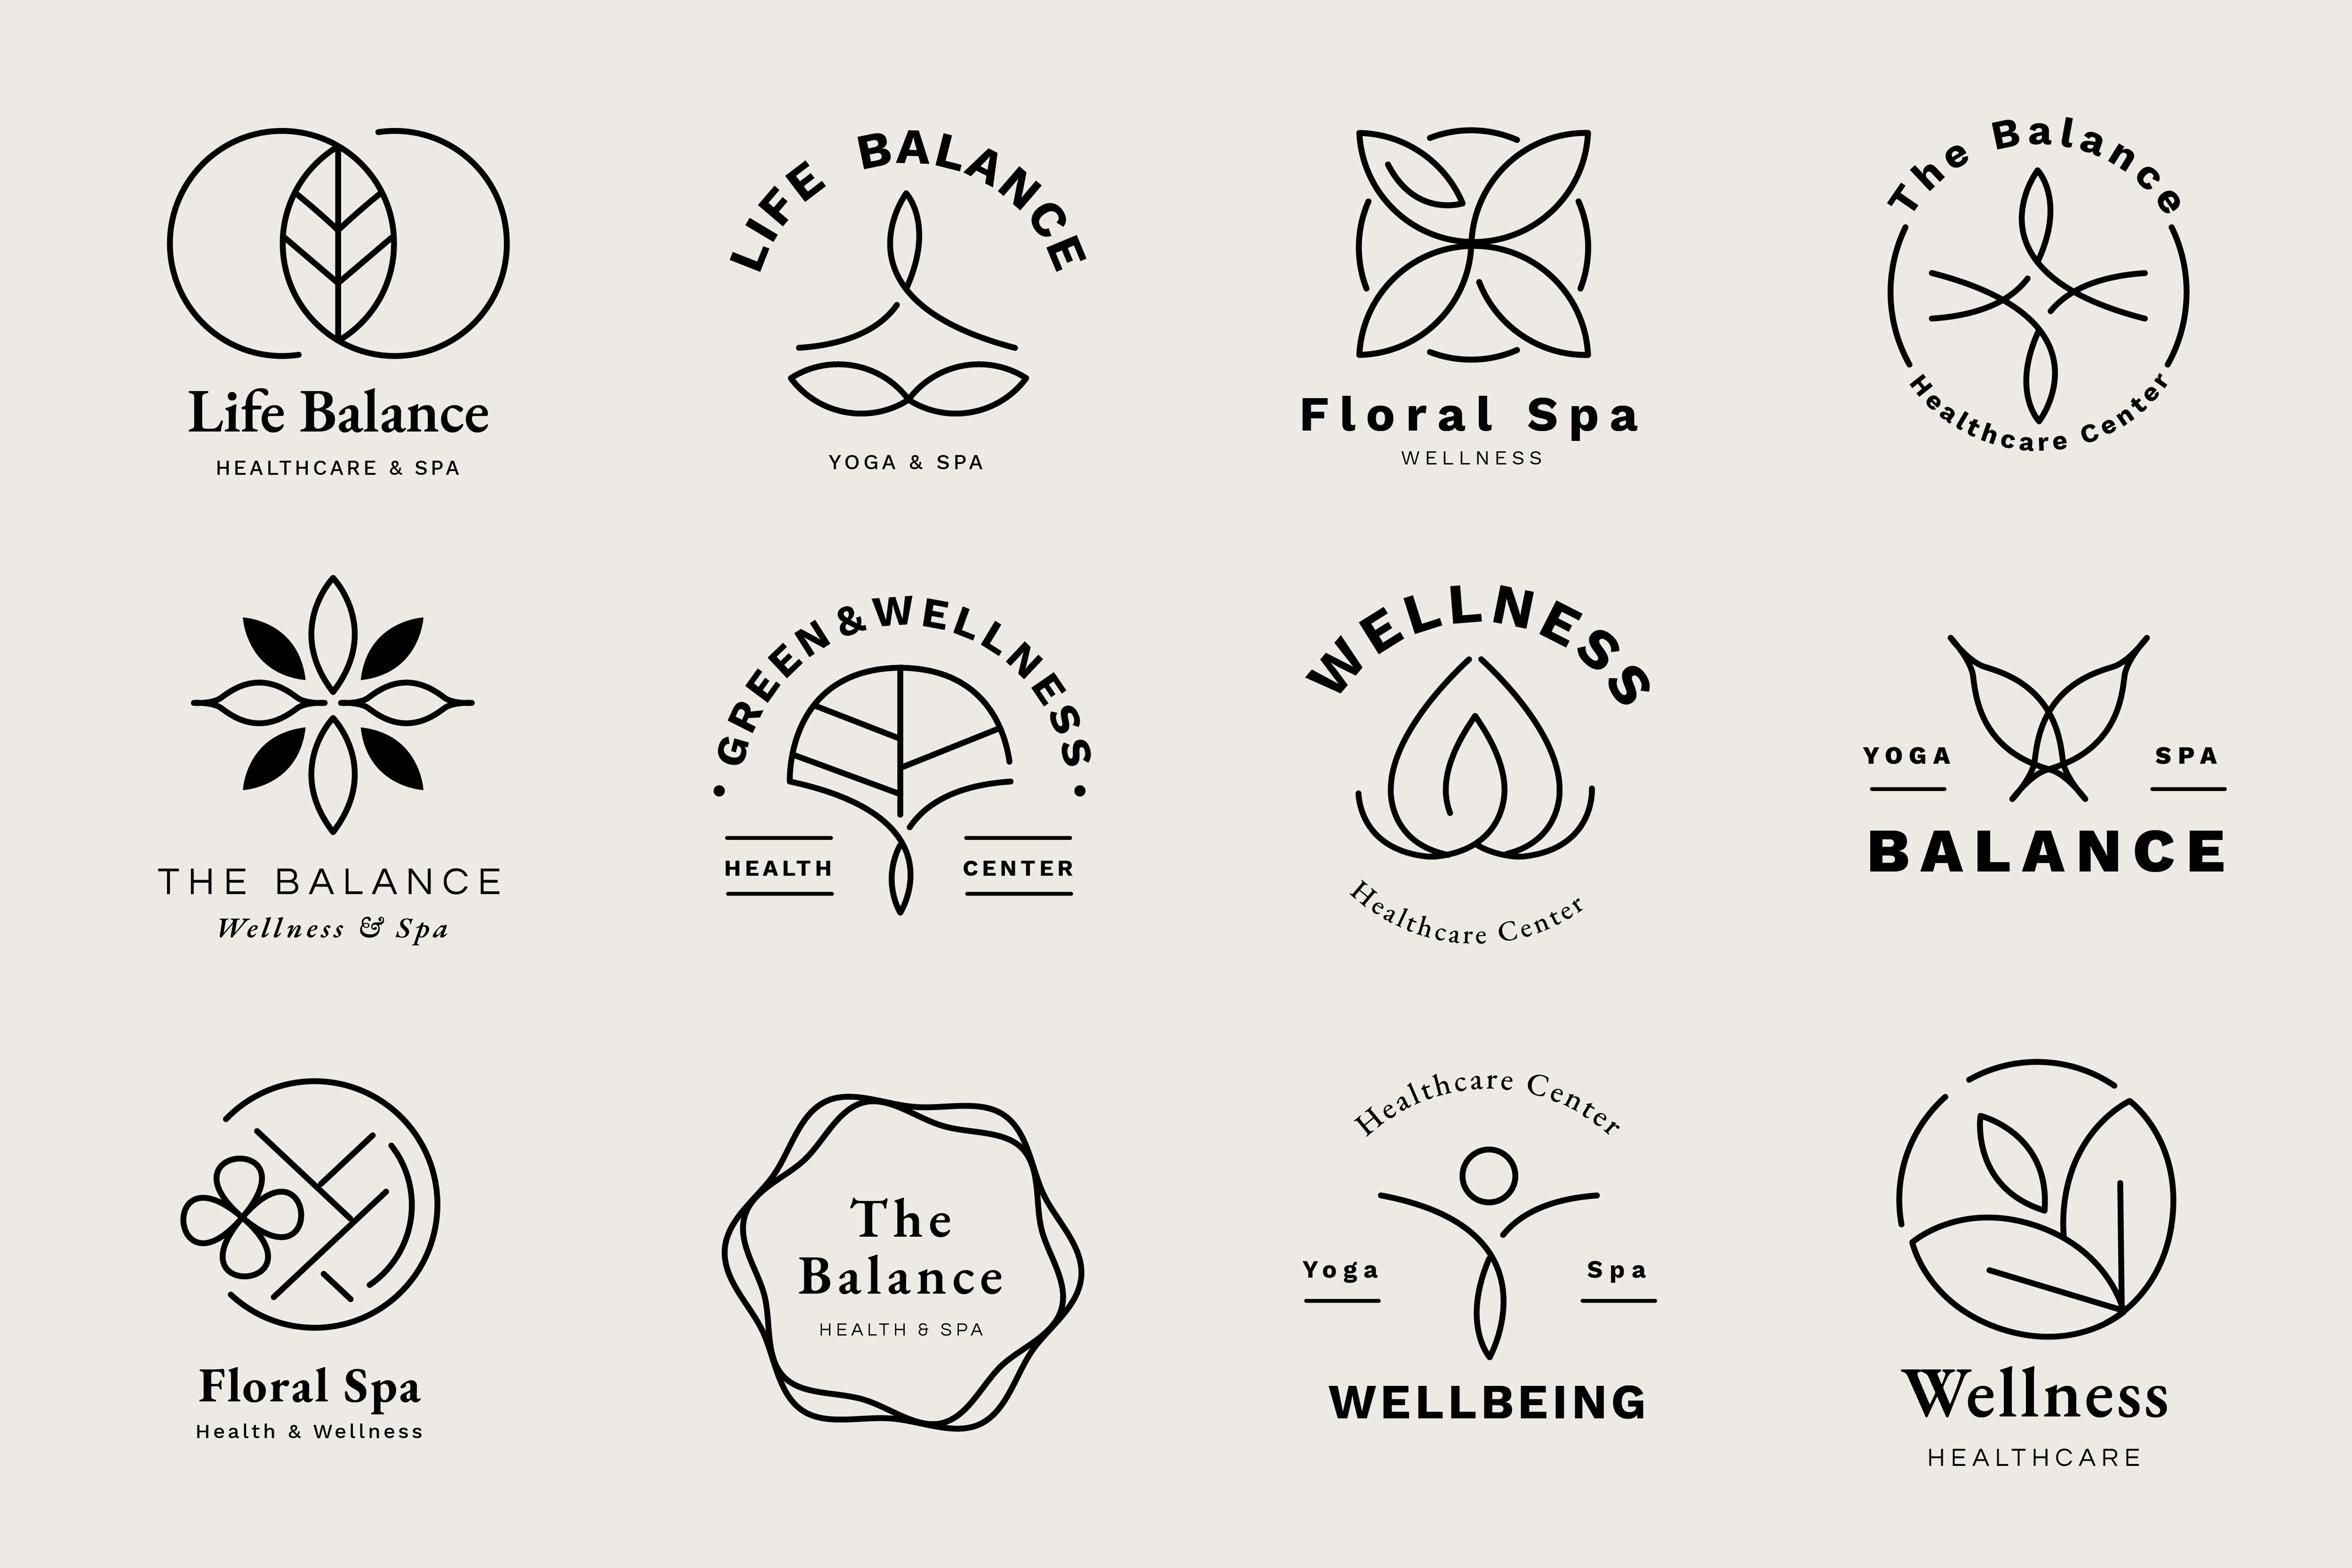 Life Balance
HEALTHCARE & SPA
LIFE BALANCE
YOGA & SPA
Floral Spa
WELLNESS
The Balance
Healthcare Center
THE BALANCE
Wellness & Spa
• GREEN & WELLNESS •
HEALTH CENTER
WELLNESS
Healthcare Center
YOGA SPA
BALANCE
Floral Spa
Health & Wellness
The
Balance
HEALTH & SPA
Healthcare Center
Yoga Spa
WELLBEING
Wellness
HEALTHCARE